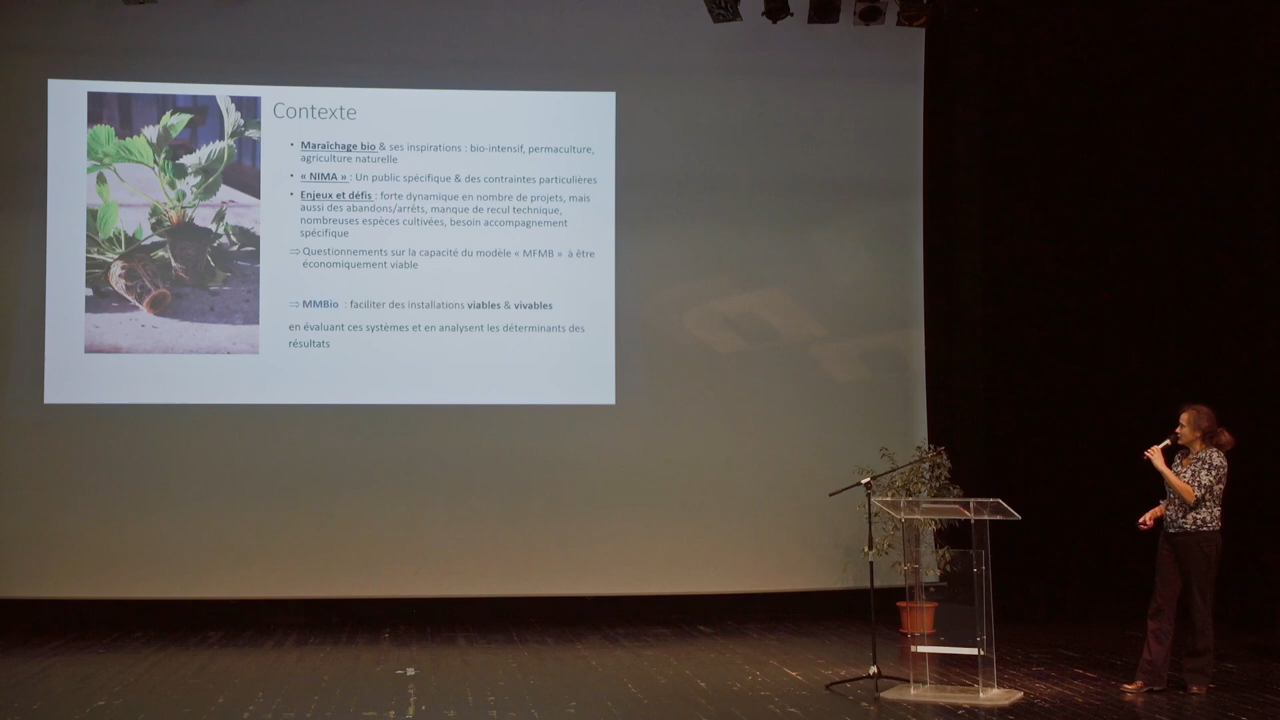 Contexte
• Maraîchage bio & ses inspirations : bio-intensif, permaculture,
agriculture naturelle
• « NIMA » : Un public spécifique & des contraintes particulières
• Enjeux et défis : forte dynamique en nombre de projets, mais
aussi des abandons/arrêts, manque de recul technique,
nombreuses espèces cultivées, besoin accompagnement
spécifique
⇒ Questionnements sur la capacité du modèle « MFMB » à être
économiquement viable
⇒ MMBio : faciliter des installations viables & vivables
en évaluant ces systèmes et en analysent les déterminants des
résultats